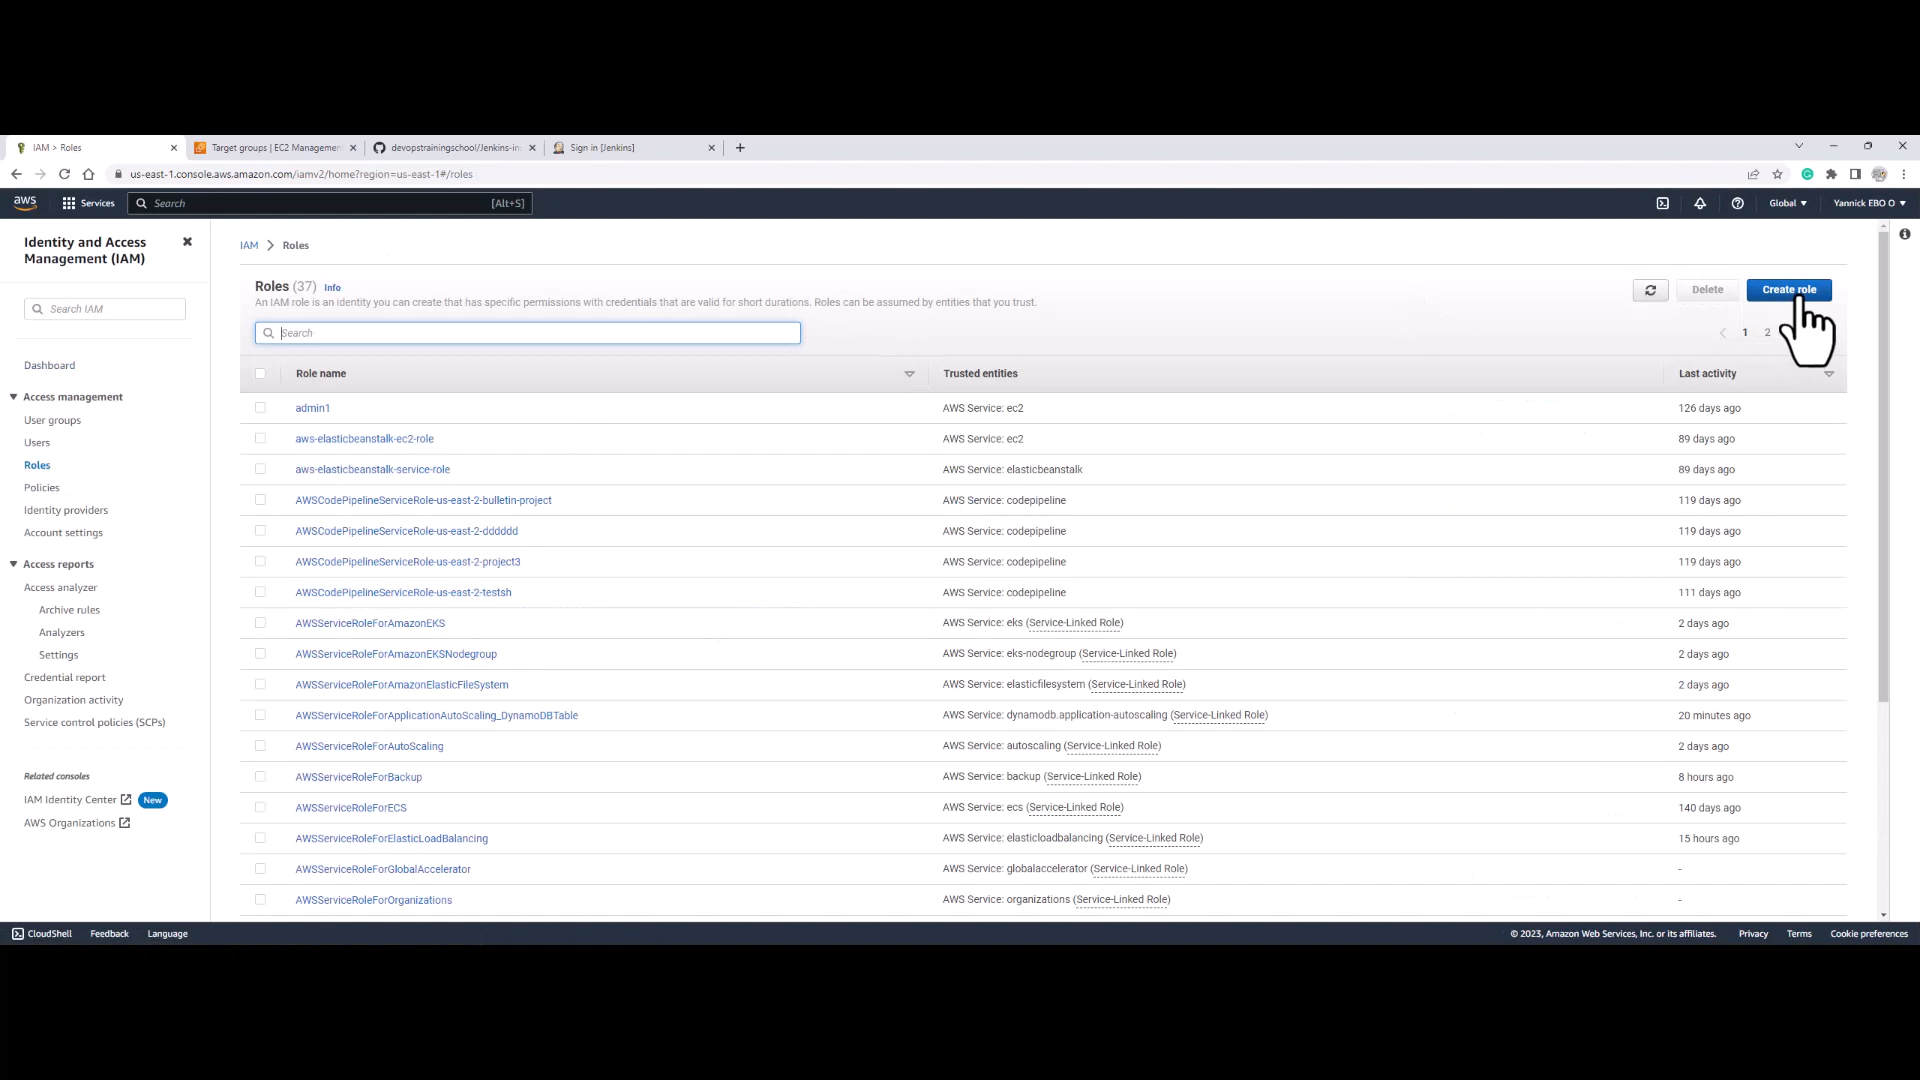 IAM > Roles
Target groups | EC2 Managemen
devopstrainingschool/Jenkins-in
Sign in [Jenkins]
us-east-1.console.aws.amazon.com/iamv2/home?region=us-east-1#/roles
aws
Services
Search
[Alt+S]
Global
Yannick EBO O
Identity and Access Management (IAM)
Search IAM
Dashboard
Access management
User groups
Users
Roles
Policies
Identity providers
Account settings
Access reports
Access analyzer
Archive rules
Analyzers
Settings
Credential report
Organization activity
Service control policies (SCPs)
Related consoles
IAM Identity Center New
AWS Organizations
IAM > Roles
Roles (37) Info
An IAM role is an identity you can create that has specific permissions with credentials that are valid for short durations. Roles can be assumed by entities that you trust.
Delete
Create role
Search
1 2
Role name Trusted entities Last activity
admin1 AWS Service: ec2 126 days ago
aws-elasticbeanstalk-ec2-role AWS Service: ec2 89 days ago
aws-elasticbeanstalk-service-role AWS Service: elasticbeanstalk 89 days ago
AWSCodePipelineServiceRole-us-east-2-bulletin-project AWS Service: codepipeline 119 days ago
AWSCodePipelineServiceRole-us-east-2-dddddd AWS Service: codepipeline 119 days ago
AWSCodePipelineServiceRole-us-east-2-project3 AWS Service: codepipeline 119 days ago
AWSCodePipelineServiceRole-us-east-2-testsh AWS Service: codepipeline 111 days ago
AWSServiceRoleForAmazonEKS AWS Service: eks (Service-Linked Role) 2 days ago
AWSServiceRoleForAmazonEKSNodegroup AWS Service: eks-nodegroup (Service-Linked Role) 2 days ago
AWSServiceRoleForAmazonElasticFileSystem AWS Service: elasticfilesystem (Service-Linked Role) 2 days ago
AWSServiceRoleForApplicationAutoScaling_DynamoDBTable AWS Service: dynamodb.application-autoscaling (Service-Linked Role) 20 minutes ago
AWSServiceRoleForAutoScaling AWS Service: autoscaling (Service-Linked Role) 2 days ago
AWSServiceRoleForBackup AWS Service: backup (Service-Linked Role) 8 hours ago
AWSServiceRoleForECS AWS Service: ecs (Service-Linked Role) 140 days ago
AWSServiceRoleForElasticLoadBalancing AWS Service: elasticloadbalancing (Service-Linked Role) 15 hours ago
AWSServiceRoleForGlobalAccelerator AWS Service: globalaccelerator (Service-Linked Role) -
AWSServiceRoleForOrganizations AWS Service: organizations (Service-Linked Role) -
CloudShell Feedback Language
© 2023, Amazon Web Services, Inc. or its affiliates. Privacy Terms Cookie preferences